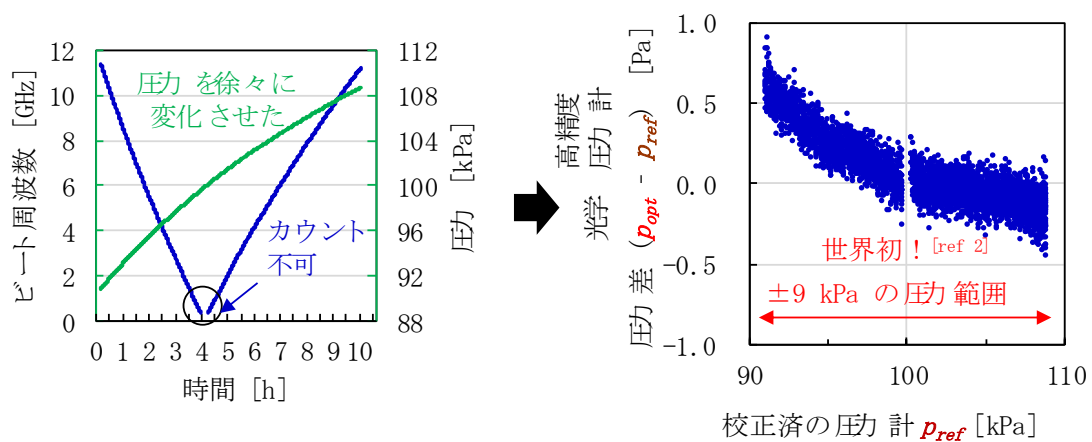 ビート周波数 [GHz]
12
10
8
6
4
2
0
圧力を徐々に
変化させた
カウント
不可
0 1 2 3 4 5 6 7 8 9 10
時間 [h]
112
108
104
100
96
92
88
圧力 [kPa]
光学 高精度
圧力計
圧力差 (p_opt - p_ref) [Pa]
1.0
0.5
0.0
-0.5
-1.0
世界初！[ref 2]
±9 kPa の圧力範囲
90 100 110
校正済の圧力計 p_ref [kPa]